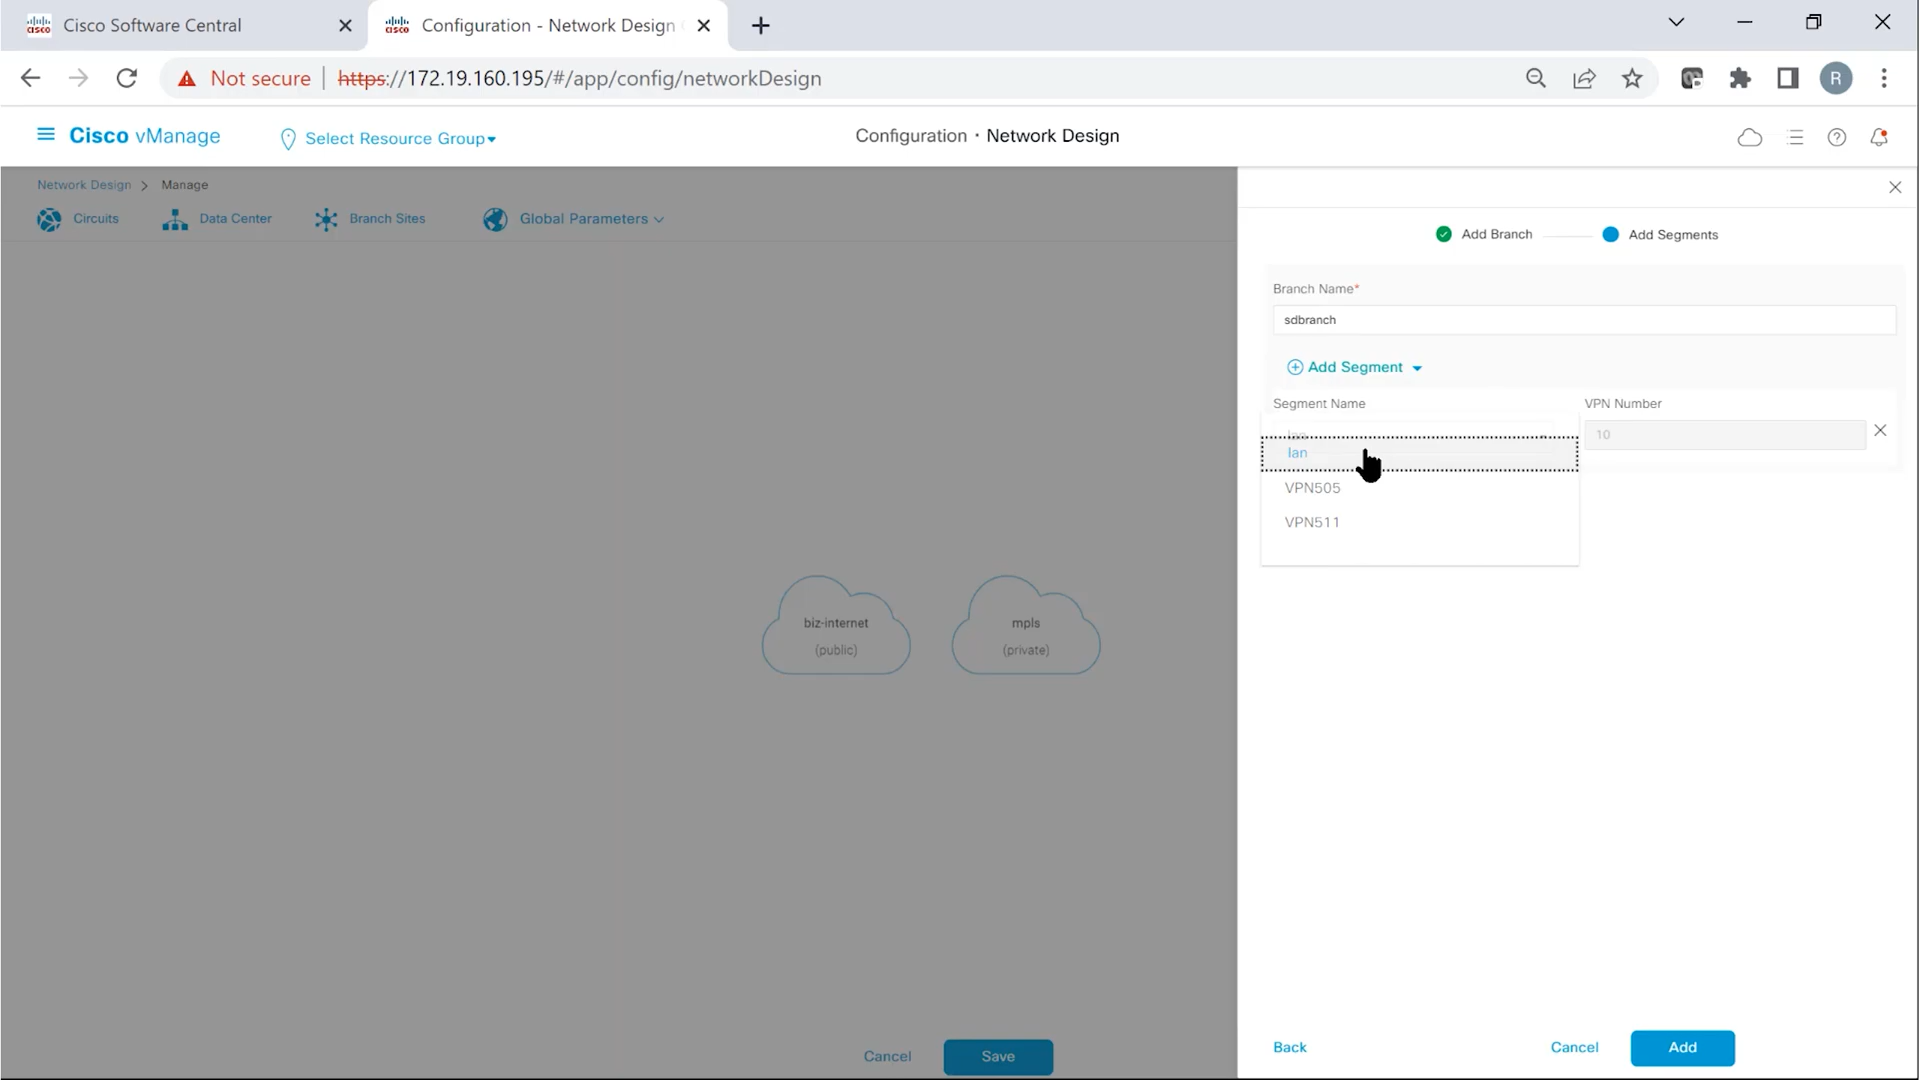 Cisco Software Central
Configuration - Network Design
Not secure
https://172.19.160.195/#/app/config/networkDesign
R
Cisco vManage
Select Resource Group
Configuration · Network Design
Network Design > Manage
Circuits
Data Center
Branch Sites
Global Parameters
Add Branch
Add Segments
Branch Name*
sdbranch
Add Segment
Segment Name
VPN Number
lan
10
lan
VPN505
VPN511
biz-internet
(public)
mpls
(private)
Cancel
Save
Back
Cancel
Add